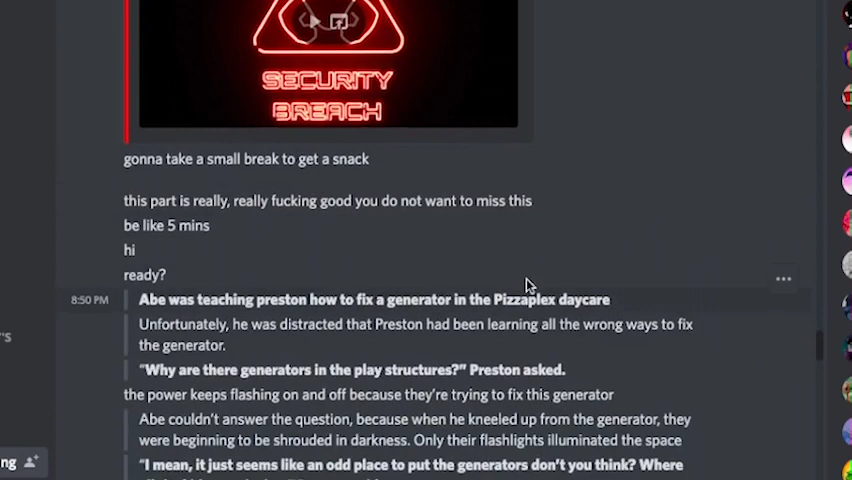 SECURITY
BREACH
gonna take a small break to get a snack
this part is really, really fucking good you do not want to miss this
be like 5 mins
hi
ready?
8:50 PM
Abe was teaching preston how to fix a generator in the Pizzaplex daycare
Unfortunately, he was distracted that Preston had been learning all the wrong ways to fix
the generator.
"Why are there generators in the play structures?" Preston asked.
the power keeps flashing on and off because they're trying to fix this generator
Abe couldn't answer the question, because when he kneeled up from the generator, they
were beginning to be shrouded in darkness. Only their flashlights illuminated the space
"I mean, it just seems like an odd place to put the generators don't you think? Where
's
ng